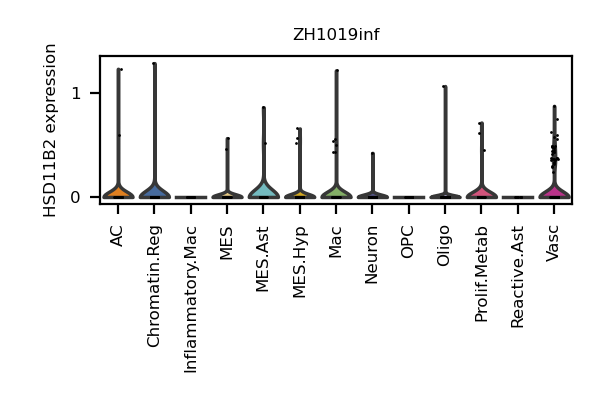 ZH1019inf
HSD11B2 expression
1
0
AC
Chromatin.Reg
Inflammatory.Mac
MES
MES.Ast
MES.Hyp
Mac
Neuron
OPC
Oligo
Prolif.Metab
Reactive.Ast
Vasc